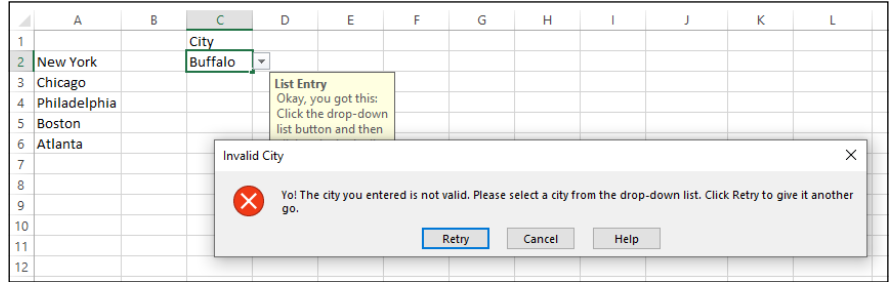 A B C D E F G H I J K L
1 City
2 New York Buffalo
3 Chicago List Entry
Okay, you got this:
4 Philadelphia Click the drop-down
5 Boston list button and then
6 Atlanta
7 Invalid City
8
Yo! The city you entered is not valid. Please select a city from the drop-down list. Click Retry to give it another
9 go.
10
Retry Cancel Help
11
12